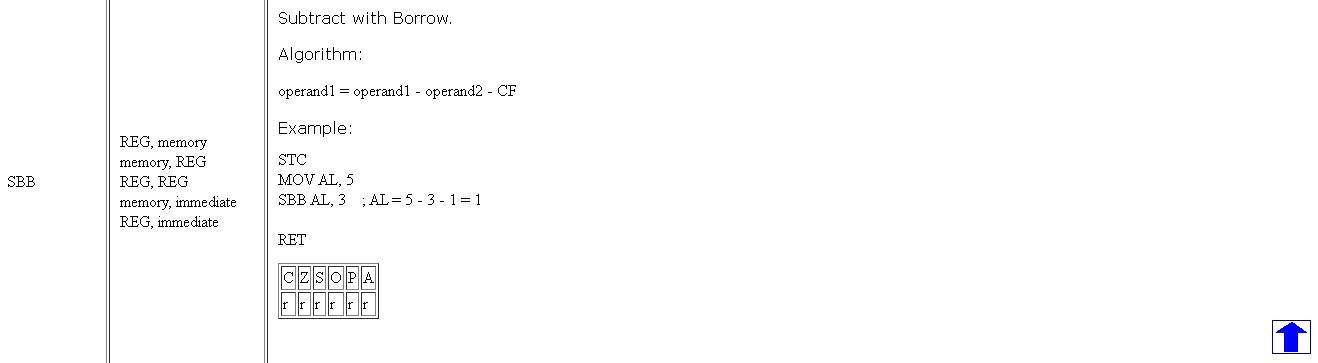 SBB
REG, memory
memory, REG
REG, REG
memory, immediate
REG, immediate
Subtract with Borrow.
Algorithm:
operand1 = operand1 - operand2 - CF
Example:
STC
MOV AL, 5
SBB AL, 3    ; AL = 5 - 3 - 1 = 1
RET
C Z S O P A
r r r r r r